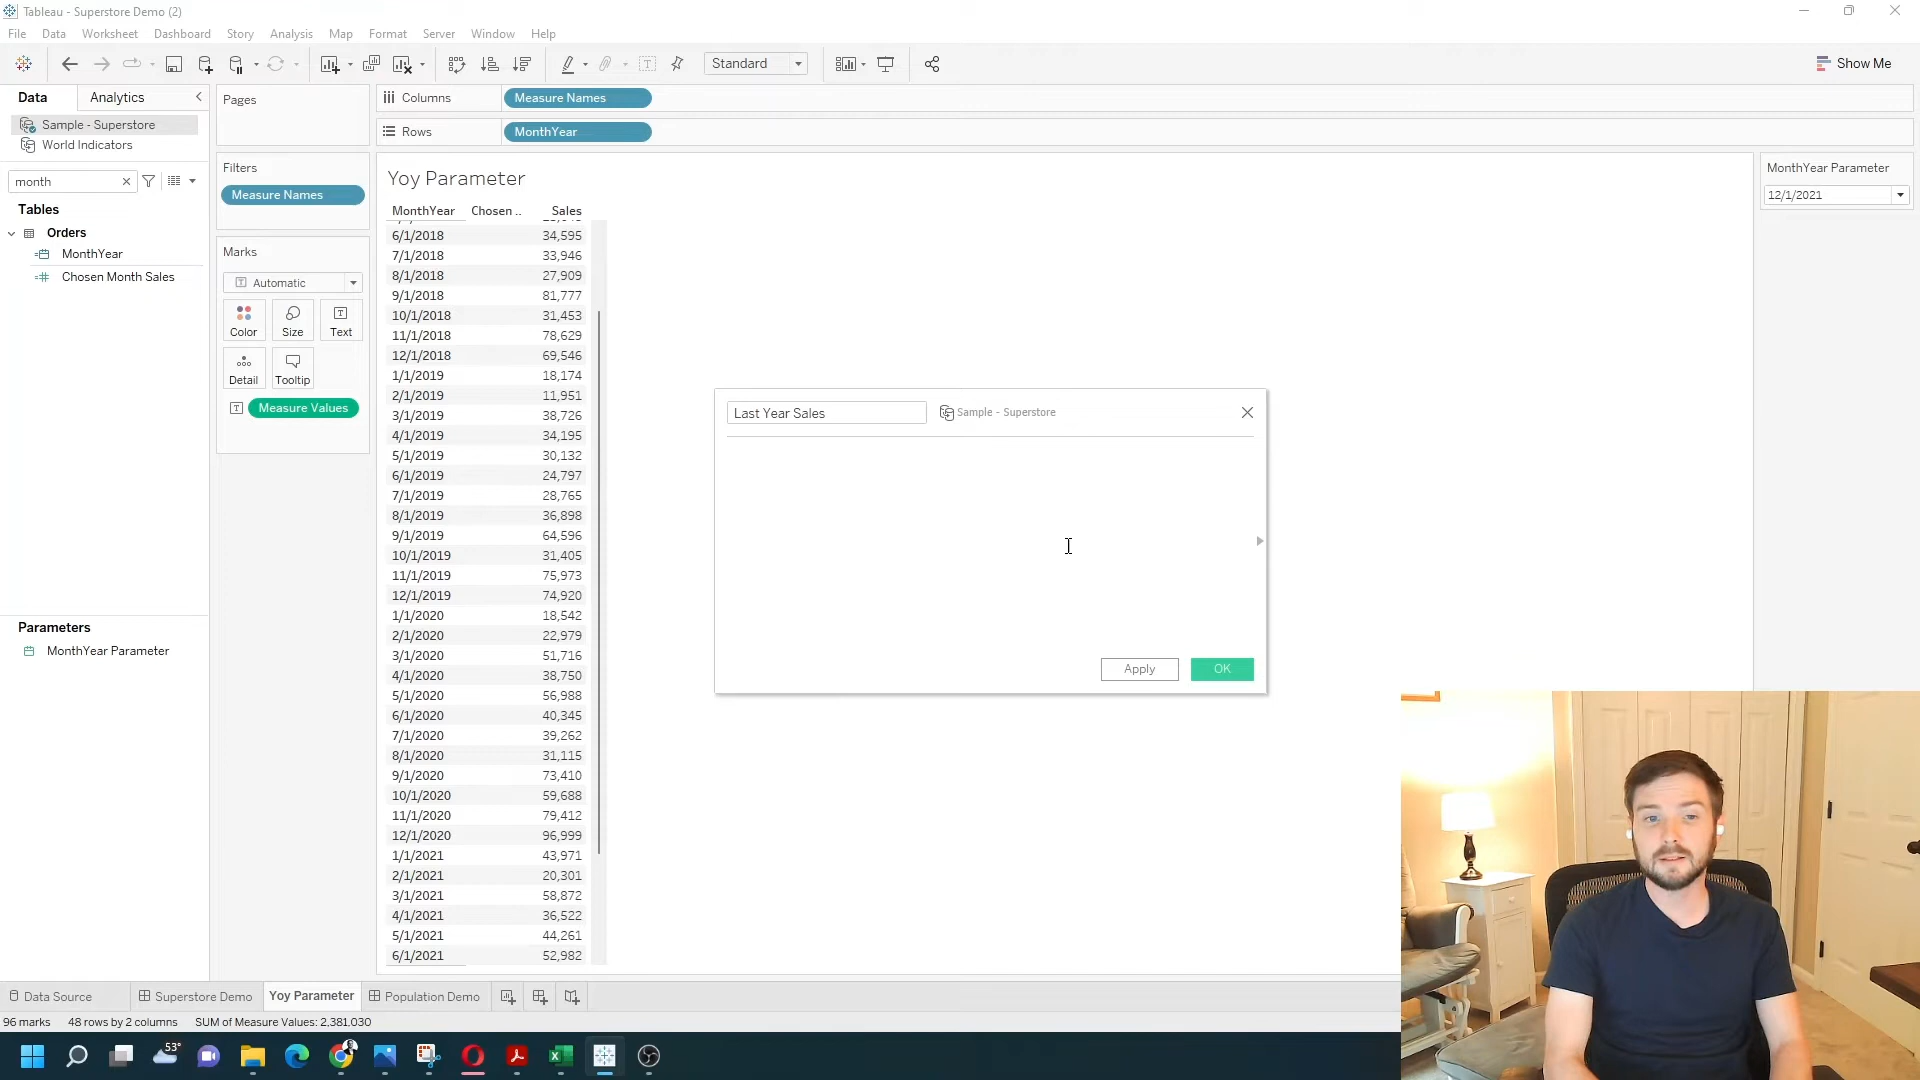 Tableau - Superstore Demo (2)
File Data Worksheet Dashboard Story Analysis Map Format Server Window Help
Standard
Show Me
Data Analytics
Sample - Superstore
World Indicators
month
Tables
Orders
MonthYear
Chosen Month Sales
Parameters
MonthYear Parameter
Pages
Filters
Measure Names
Marks
Automatic
Color Size Text
Detail Tooltip
Measure Values
Columns Measure Names
Rows MonthYear
Yoy Parameter
MonthYear Chosen .. Sales
6/1/2018 34,595
7/1/2018 33,946
8/1/2018 27,909
9/1/2018 81,777
10/1/2018 31,453
11/1/2018 78,629
12/1/2018 69,546
1/1/2019 18,174
2/1/2019 11,951
3/1/2019 38,726
4/1/2019 34,195
5/1/2019 30,132
6/1/2019 24,797
7/1/2019 28,765
8/1/2019 36,898
9/1/2019 64,596
10/1/2019 31,405
11/1/2019 75,973
12/1/2019 74,920
1/1/2020 18,542
2/1/2020 22,979
3/1/2020 51,716
4/1/2020 38,750
5/1/2020 56,988
6/1/2020 40,345
7/1/2020 39,262
8/1/2020 31,115
9/1/2020 73,410
10/1/2020 59,688
11/1/2020 79,412
12/1/2020 96,999
1/1/2021 43,971
2/1/2021 20,301
3/1/2021 58,872
4/1/2021 36,522
5/1/2021 44,261
6/1/2021 52,982
Last Year Sales Sample - Superstore
Apply OK
MonthYear Parameter
12/1/2021
Data Source Superstore Demo Yoy Parameter Population Demo
96 marks 48 rows by 2 columns SUM of Measure Values: 2,381,030
53°